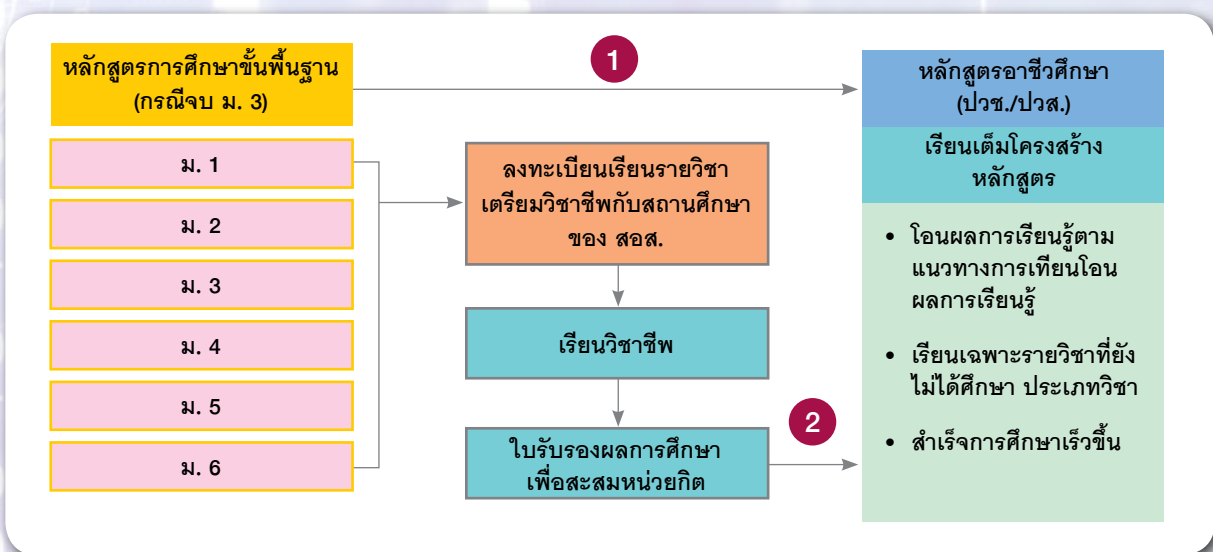 หลักสูตรการศึกษาขั้นพื้นฐาน
(กรณีจบ ม. 3)
ม. 1
ม. 2
ม. 3
ม. 4
ม. 5
ม. 6
1
ลงทะเบียนเรียนรายวิชา
เตรียมวิชาชีพกับสถานศึกษา
ของ สอส.
เรียนวิชาชีพ
ใบรับรองผลการศึกษา
เพื่อสะสมหน่วยกิต
2
หลักสูตรอาชีวศึกษา
(ปวช./ปวส.)
เรียนเต็มโครงสร้าง
หลักสูตร
• โอนผลการเรียนรู้ตาม
แนวทางการเทียนโอน
ผลการเรียนรู้
• เรียนเฉพาะรายวิชาที่ยัง
ไม่ได้ศึกษา ประเภทวิชา
• สำเร็จการศึกษาเร็วขึ้น